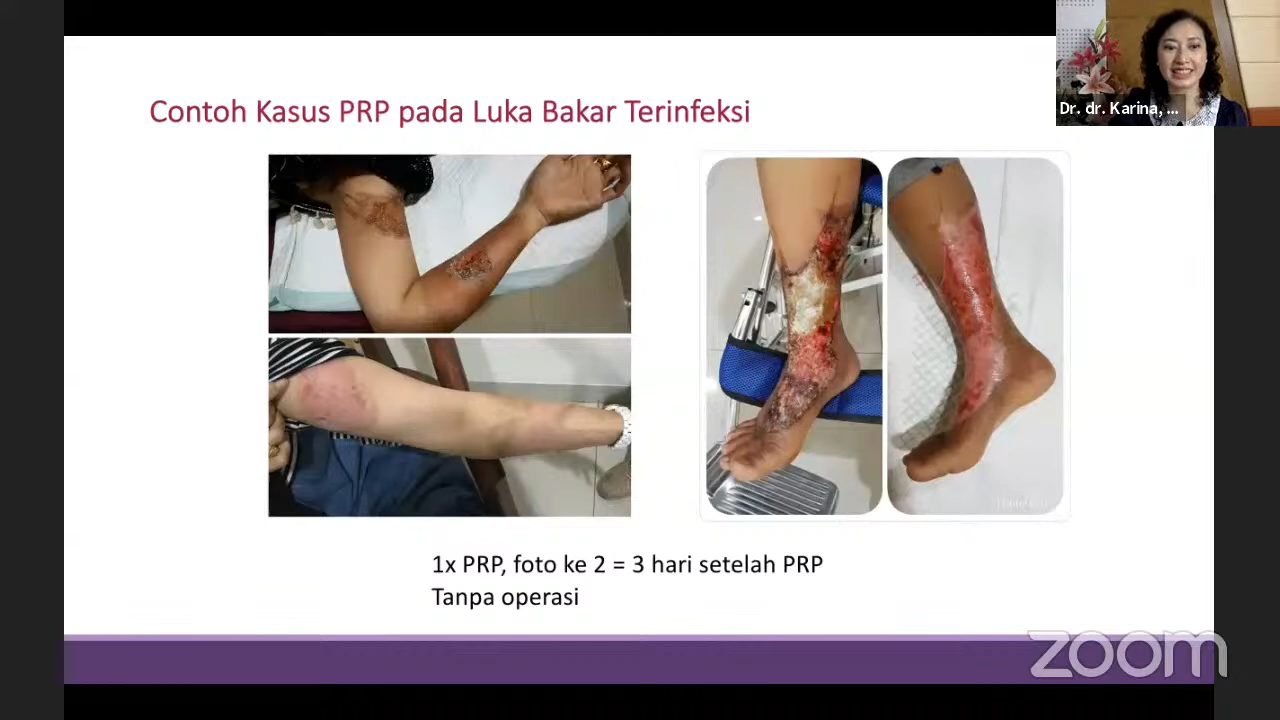 Dr. dr. Karina, ...
Contoh Kasus PRP pada Luka Bakar Terinfeksi
1x PRP, foto ke 2 = 3 hari setelah PRP
Tanpa operasi
zoom